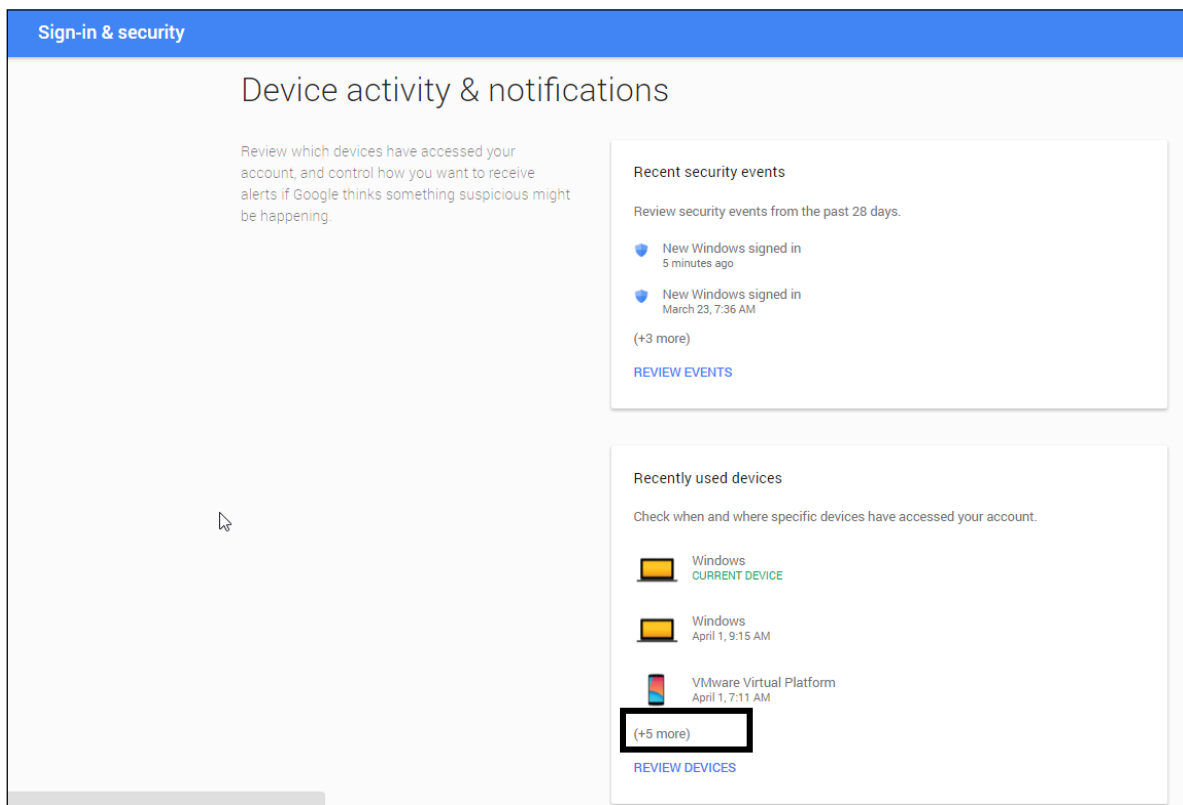 Sign-in & security
Device activity & notifications
Review which devices have accessed your
account, and control how you want to receive
alerts if Google thinks something suspicious might
be happening.
Recent security events
Review security events from the past 28 days.
New Windows signed in
5 minutes ago
New Windows signed in
March 23, 7:36 AM
(+3 more)
REVIEW EVENTS
Recently used devices
Check when and where specific devices have accessed your account.
Windows
CURRENT DEVICE
Windows
April 1, 9:15 AM
VMware Virtual Platform
April 1, 7:11 AM
(+5 more)
REVIEW DEVICES